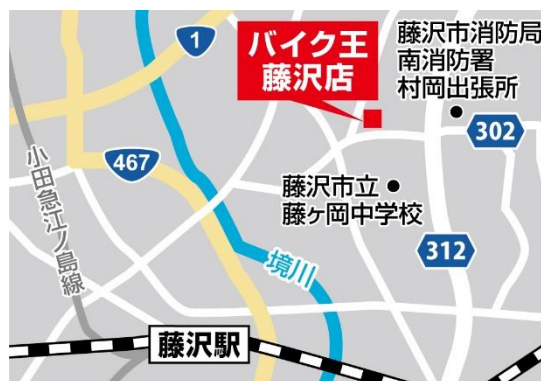 1
バイク王
藤沢店
藤沢市消防局
南消防署
村岡出張所
302
467
小田急江ノ島線
藤沢市立
藤ヶ岡中学校
312
境川
藤沢駅